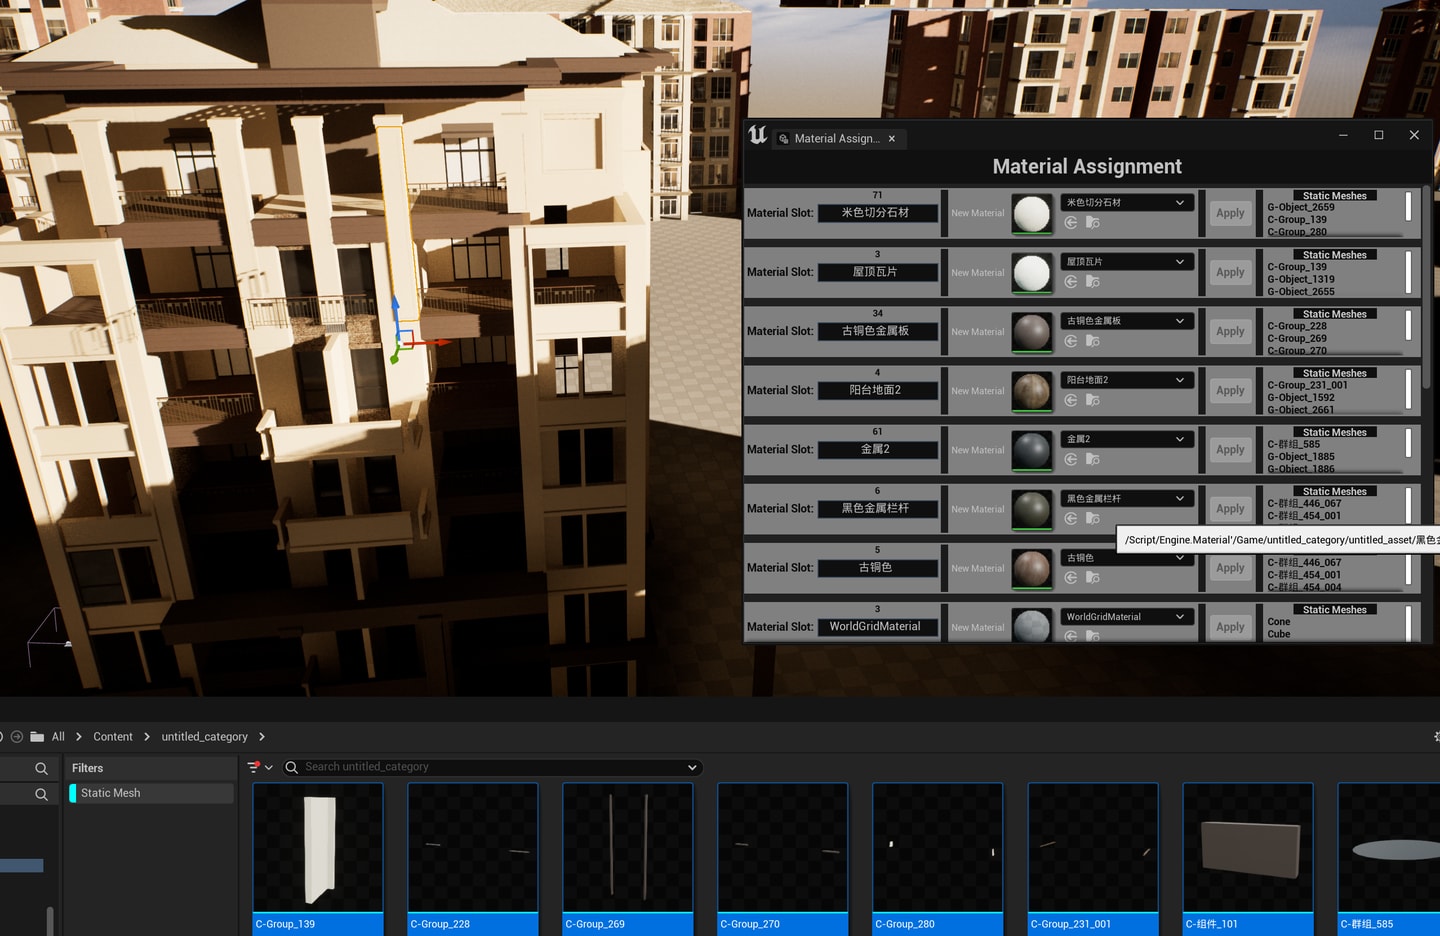 Material Assign...
Material Assignment
71
Material Slot: 米色切分石材 New Material 米色切分石材 Apply
Static Meshes
G-Object_2659
C-Group_139
C-Group_280
3
Material Slot: 屋顶瓦片 New Material 屋顶瓦片 Apply
Static Meshes
C-Group_139
G-Object_1319
G-Object_2655
34
Material Slot: 古铜色金属板 New Material 古铜色金属板 Apply
Static Meshes
C-Group_228
C-Group_269
C-Group_270
4
Material Slot: 阳台地面2 New Material 阳台地面2 Apply
Static Meshes
C-Group_231_001
G-Object_1592
G-Object_2661
61
Material Slot: 金属2 New Material 金属2 Apply
Static Meshes
C-群组_585
G-Object_1885
G-Object_1886
6
Material Slot: 黑色金属栏杆 New Material 黑色金属栏杆 Apply
Static Meshes
C-群组_446_067
C-群组_454_001
/Script/Engine.Material'/Game/untitled_category/untitled_asset/黑色金
5
Material Slot: 古铜色 New Material 古铜色 Apply
C-群组_446_067
C-群组_454_001
C-群组_454_004
3
Material Slot: WorldGridMaterial New Material WorldGridMaterial Apply
Static Meshes
Cone
Cube
All Content untitled_category
Filters
Search untitled_category
Static Mesh
C-Group_139
C-Group_228
C-Group_269
C-Group_270
C-Group_280
C-Group_231_001
C-组件_101
C-群组_585